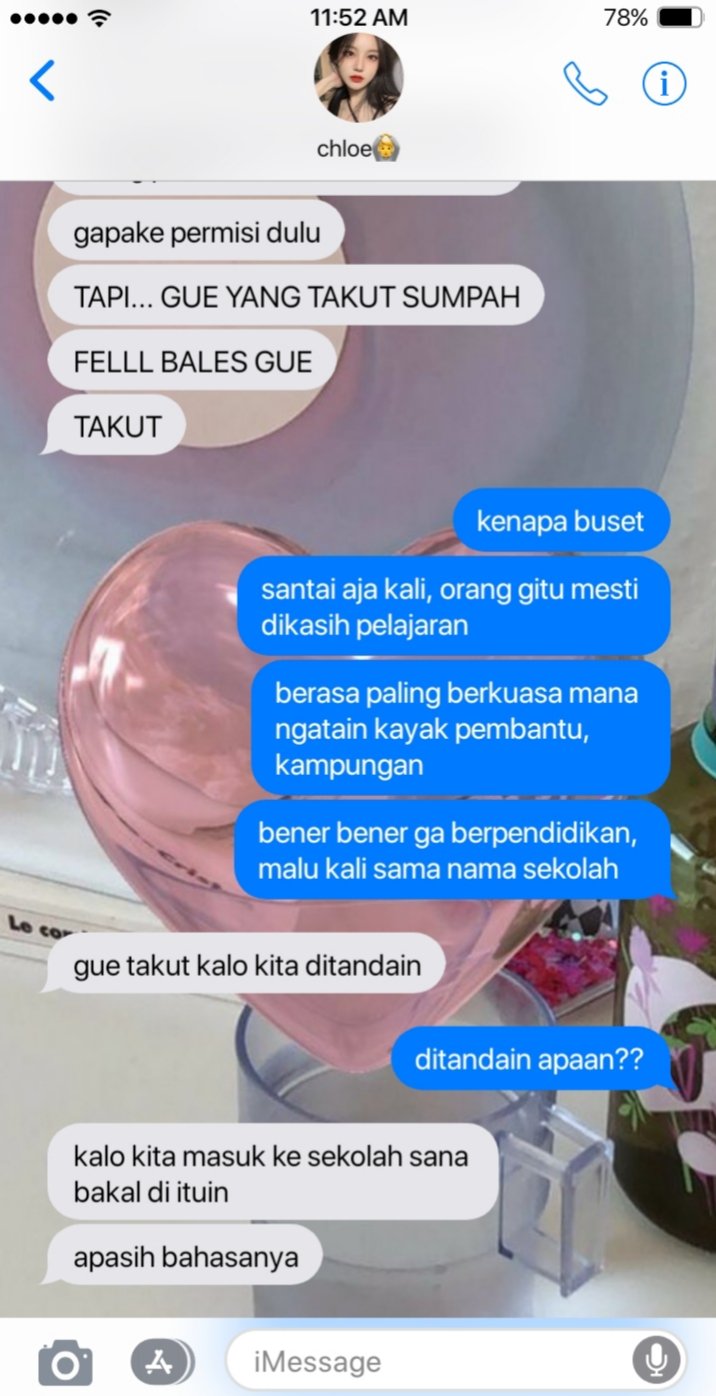 11:52 AM
78%
chloe
gapake permisi dulu
TAPI... GUE YANG TAKUT SUMPAH
FELLL BALES GUE
TAKUT
kenapa buset
santai aja kali, orang gitu mesti
dikasih pelajaran
berasa paling berkuasa mana
ngatain kayak pembantu,
kampungan
bener bener ga berpendidikan,
malu kali sama nama sekolah
Le
gue takut kalo kita ditandain
ditandain apaan??
kalo kita masuk ke sekolah sana
bakal di ituin
apasih bahasanya
iMessage